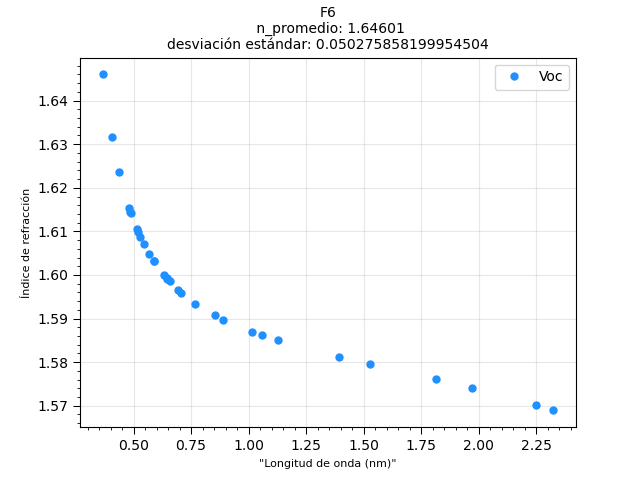 F6
n_promedio: 1.64601
desviación estándar: 0.050275858199954504
Voc
1.64
1.63
1.62
1.61
1.60
1.59
1.58
1.57
Índice de refracción
0.50 0.75 1.00 1.25 1.50 1.75 2.00 2.25
"Longitud de onda (nm)"